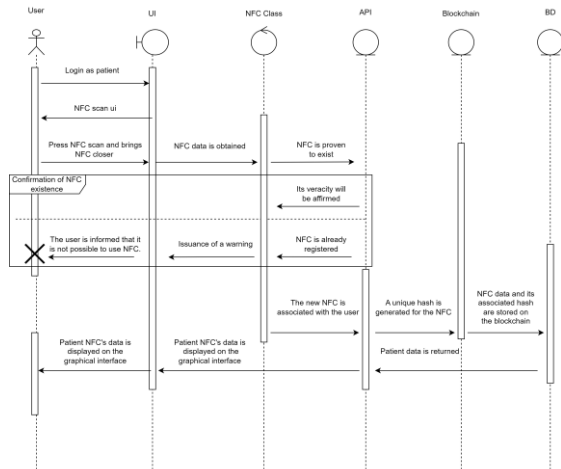 User
UI
NFC Class
API
Blockchain
BD
Login as patient
NFC scan ui
Press NFC scan and brings
NFC closer
NFC data is obtained
NFC is proven
to exist
Confirmation of NFC
existence
Its veracity will
be affirmed
The user is informed that it
is not possible to use NFC.
Issuance of a warning
NFC is already
registered
The new NFC is
associated with the user
A unique hash is
generated for the NFC
NFC data and its
associated hash
are stored on
the blockchain
Patient NFC's data is
displayed on the
graphical interface
Patient NFC's data is
displayed on the
graphical interface
Patient data is returned